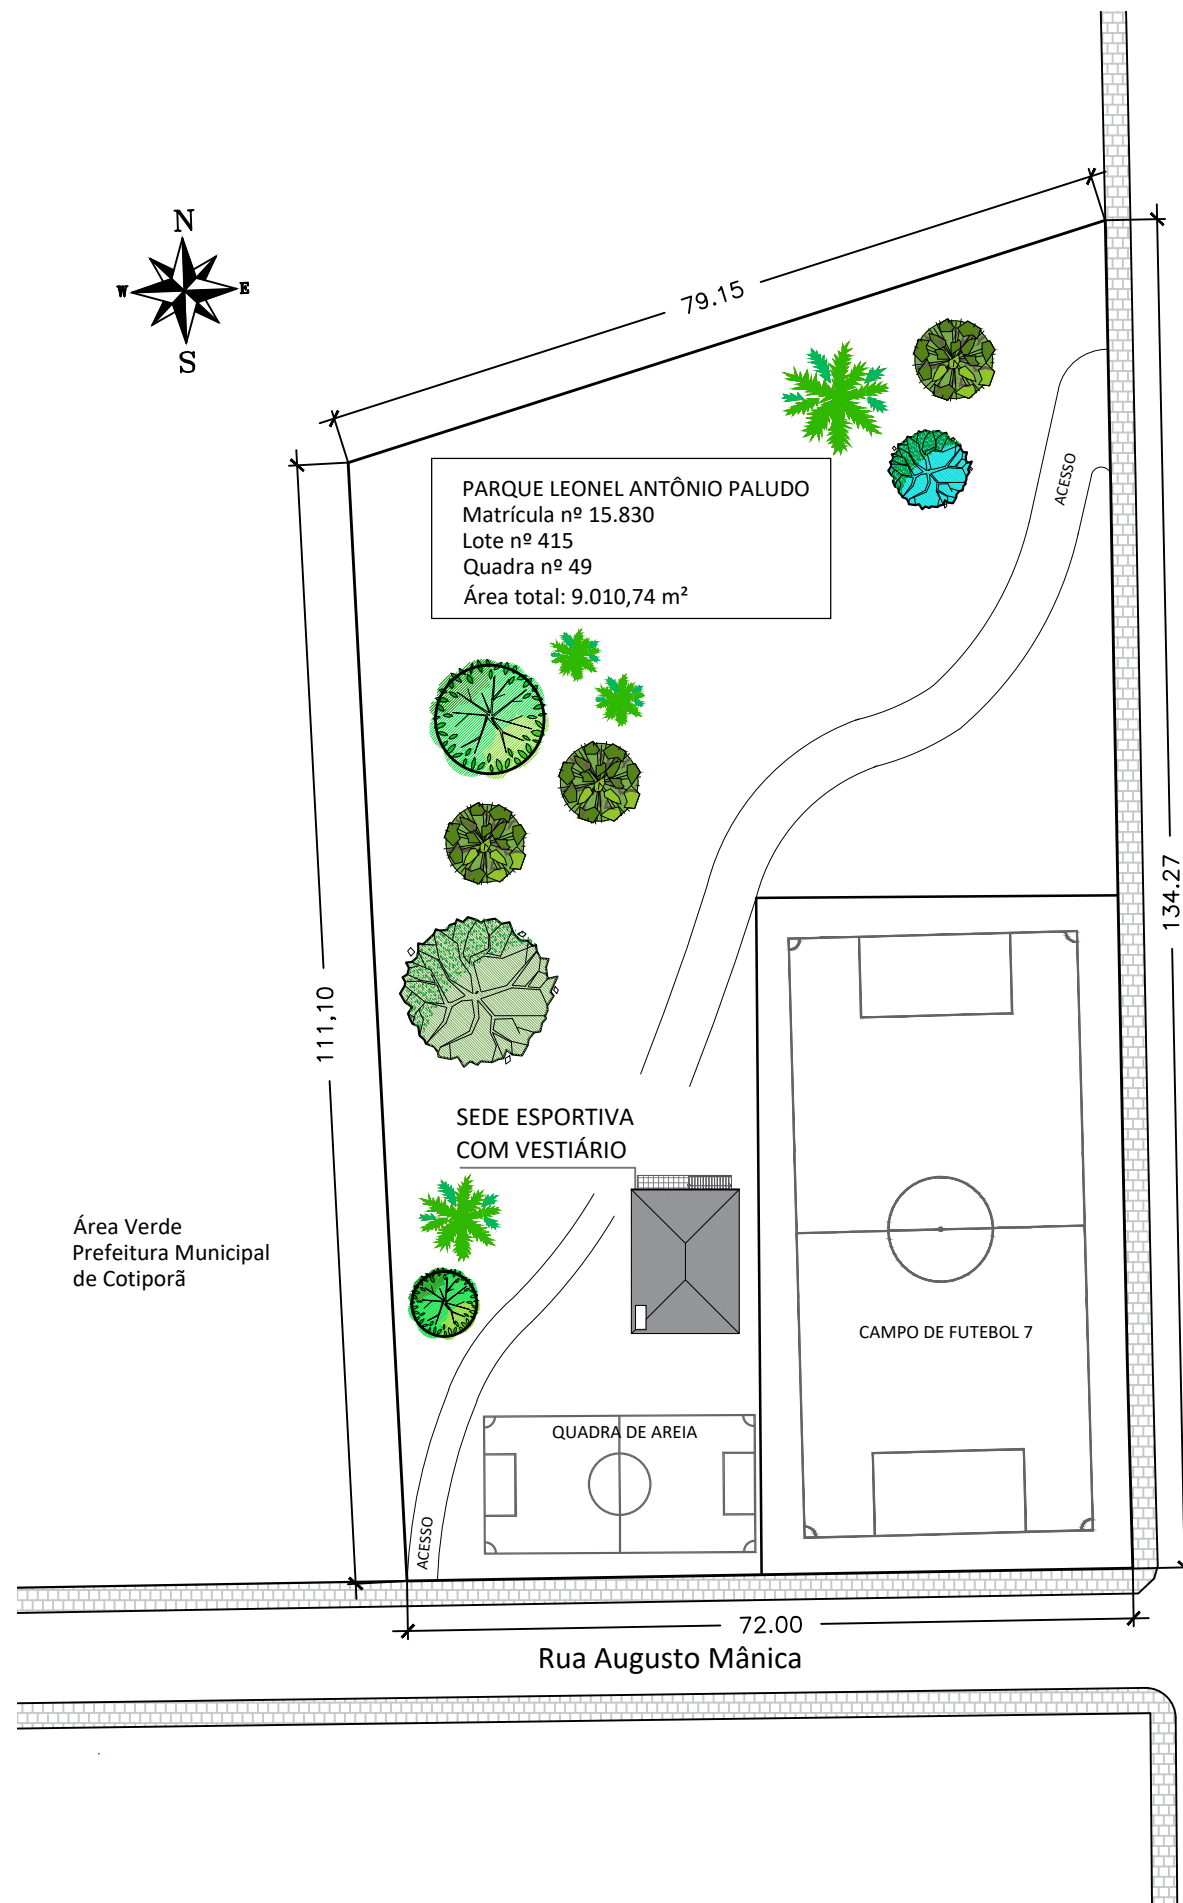 N
W
E
S
79.15
PARQUE LEONEL ANTÔNIO PALUDO
Matrícula nº 15.830
Lote nº 415
Quadra nº 49
Área total: 9.010,74 m²
ACESSO
134.27
111,10
SEDE ESPORTIVA
COM VESTIÁRIO
Área Verde
Prefeitura Municipal
de Cotiporã
CAMPO DE FUTEBOL 7
QUADRA DE AREIA
ACESSO
72.00
Rua Augusto Mânica